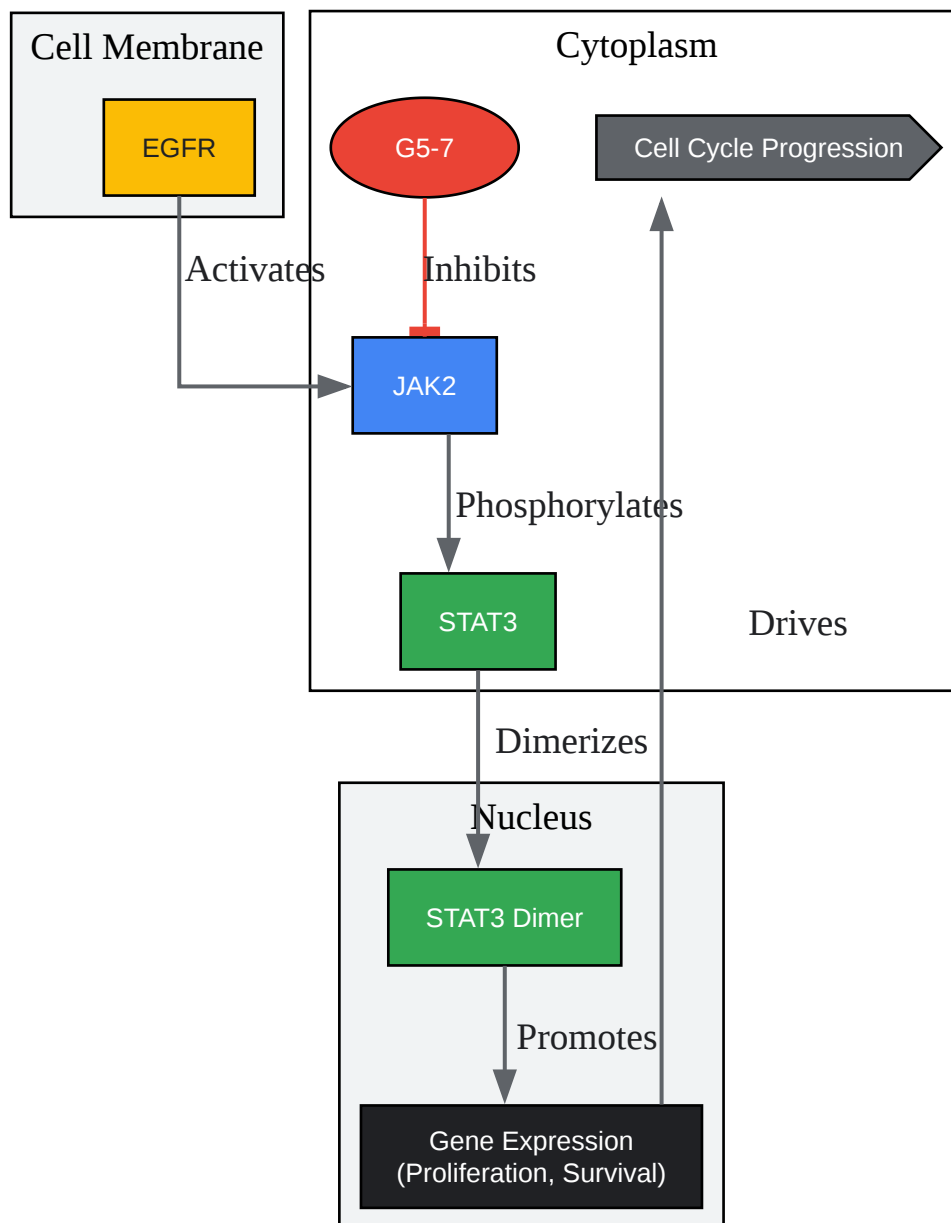 Cell Membrane
Cytoplasm
EGFR
G5-7
Cell Cycle Progression
Activates
Inhibits
JAK2
Phosphorylates
STAT3
Drives
Dimerizes
Nucleus
STAT3 Dimer
Promotes
Gene Expression
(Proliferation, Survival)